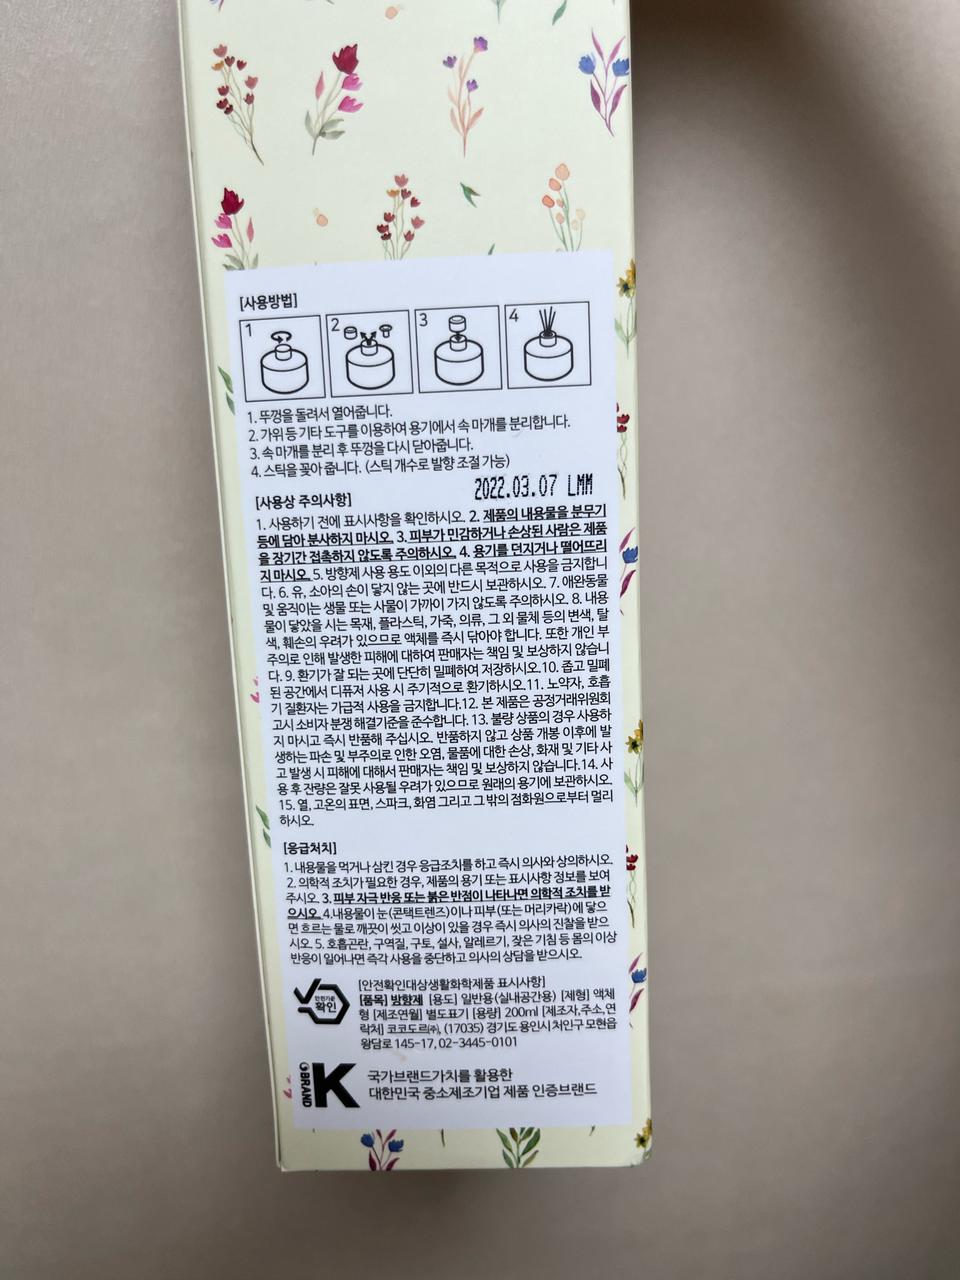 [사용방법]
1 2 3 4
1. 뚜껑을 돌려서 열어줍니다.
2. 가위 등 기타 도구를 이용하여 용기에서 속 마개를 분리합니다.
3. 속 마개를 분리 후 뚜껑을 다시 닫아줍니다.
4. 스틱을 꽂아 줍니다. (스틱 개수로 발향 조절 가능)
2022.03.07 LMM
[사용상 주의사항]
1. 사용하기 전에 표시사항을 확인하시오. 2. 제품의 내용물을 분무기
등에 담아 분사하지 마시오. 3. 피부가 민감하거나 손상된 사람은 제품
을 장기간 접촉하지 않도록 주의하시오. 4. 용기를 던지거나 떨어뜨리
지 마시오. 5. 방향제 사용 용도 이외의 다른 목적으로 사용을 금지합니
다. 6. 유, 소아의 손이 닿지 않는 곳에 반드시 보관하시오. 7. 애완동물
및 움직이는 생물 또는 사물이 가까이 가지 않도록 주의하시오. 8. 내용
물이 닿았을 시는 목재, 플라스틱, 가죽, 의류, 그 외 물체 등의 변색, 탈
색, 훼손의 우려가 있으므로 액체를 즉시 닦아야 합니다. 또한 개인 부
주의로 인해 발생한 피해에 대하여 판매자는 책임 및 보상하지 않습니
다. 9. 환기가 잘 되는 곳에 단단히 밀폐하여 저장하시오.10. 좁고 밀폐
된 공간에서 디퓨저 사용 시 주기적으로 환기하시오.11. 노약자, 호흡
기 질환자는 가급적 사용을 금지합니다.12. 본 제품은 공정거래위원회
고시 소비자 분쟁 해결기준을 준수합니다. 13. 불량 상품의 경우 사용하
지 마시고 즉시 반품해 주십시오. 반품하지 않고 상품 개봉 이후에 발
생하는 파손 및 부주의로 인한 오염, 물품에 대한 손상, 화재 및 기타 사
고 발생 시 피해에 대해서 판매자는 책임 및 보상하지 않습니다.14. 사
용 후 잔량은 잘못 사용될 우려가 있으므로 원래의 용기에 보관하시오.
15. 열, 고온의 표면, 스파크, 화염 그리고 그 밖의 점화원으로부터 멀리
하시오.
[응급처치]
1. 내용물을 먹거나 삼킨 경우 응급조치를 하고 즉시 의사와 상의하시오.
2. 의학적 조치가 필요한 경우, 제품의 용기 또는 표시사항 정보를 보여
주시오. 3. 피부 자극 반응 또는 붉은 반점이 나타나면 의학적 조치를 받
으시오. 4.내용물이 눈(콘택트렌즈)이나 피부(또는 머리카락)에 닿으
면 흐르는 물로 깨끗이 씻고 이상이 있을 경우 즉시 의사의 진찰을 받으
시오. 5. 호흡곤란, 구역질, 구토, 설사, 알레르기, 잦은 기침 등 몸의 이상
반응이 일어나면 즉각 사용을 중단하고 의사의 상담을 받으시오.
안전기준
확인
[안전확인대상생활화학제품 표시사항]
[품목] 방향제 [용도] 일반용(실내공간용) [제형] 액체
형 [제조연월] 별도표기 [용량] 200ml [제조자,주소,연
락처] 코코도르㈜, (17035) 경기도 용인시 처인구 모현읍
왕담로 145-17, 02-3445-0101
BRAND K
국가브랜드가치를 활용한
대한민국 중소제조기업 제품 인증브랜드